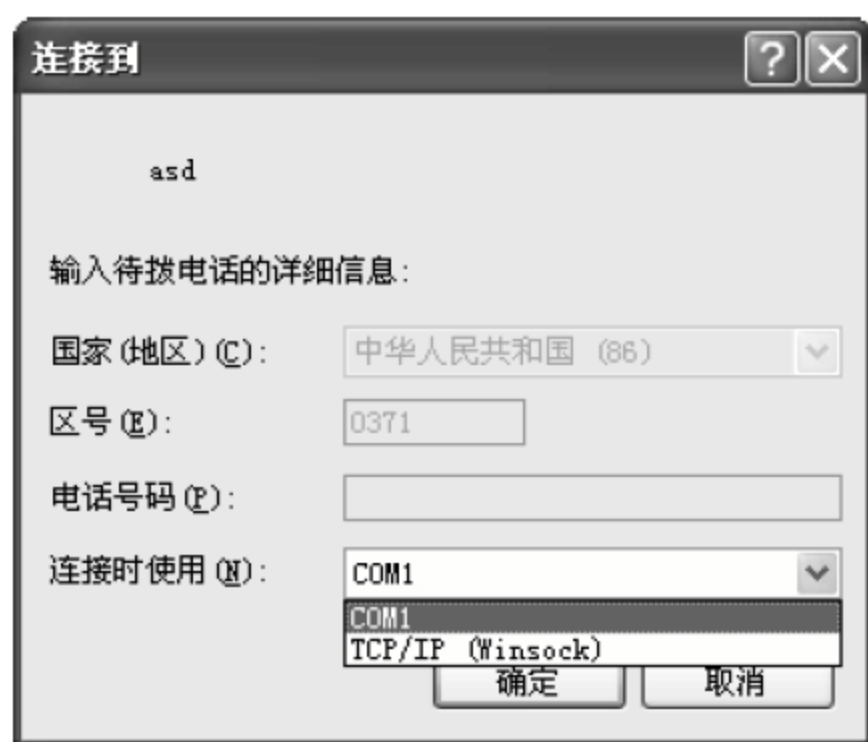 连接到
asd
输入待拨电话的详细信息:
国家(地区)(C): 中华人民共和国 (86)
区号(E): 0371
电话号码(P):
连接时使用(N): COM1
COM1
TCP/IP (Winsock)
确定 取消